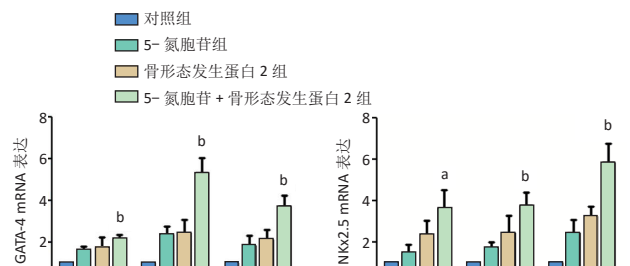 对照组
5- 氮胞苷组
骨形态发生蛋白 2 组
5- 氮胞苷 + 骨形态发生蛋白 2 组
GATA-4 mRNA 表达
8
6
4
2
b
b
b
NKx2.5 mRNA 表达
8
6
4
2
a
b
b